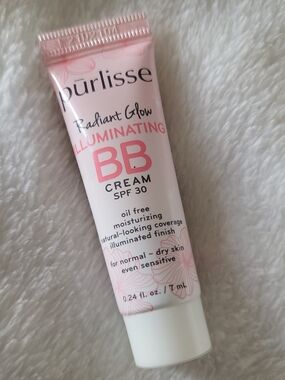 pūrlisse
Radiant Glow
ILLUMINATING
BB
CREAM
SPF 30
oil free
moisturizing
natural-looking coverage
illuminated finish
for normal – dry skin
even sensitive
0.24 fl. oz. / 7 mL